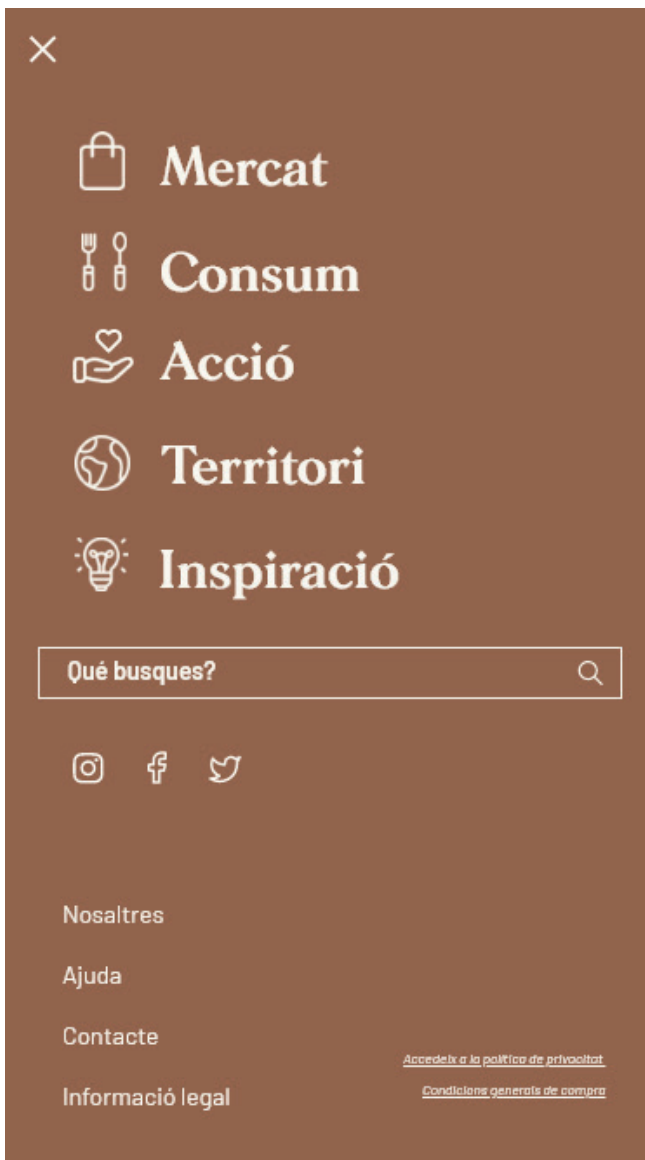 Mercat
Consum
Acció
Territori
Inspiració
Qué busques?
Nosaltres
Ajuda
Contacte
Informació legal
Accedeix a la política de privacitat
Condicions generals de compra